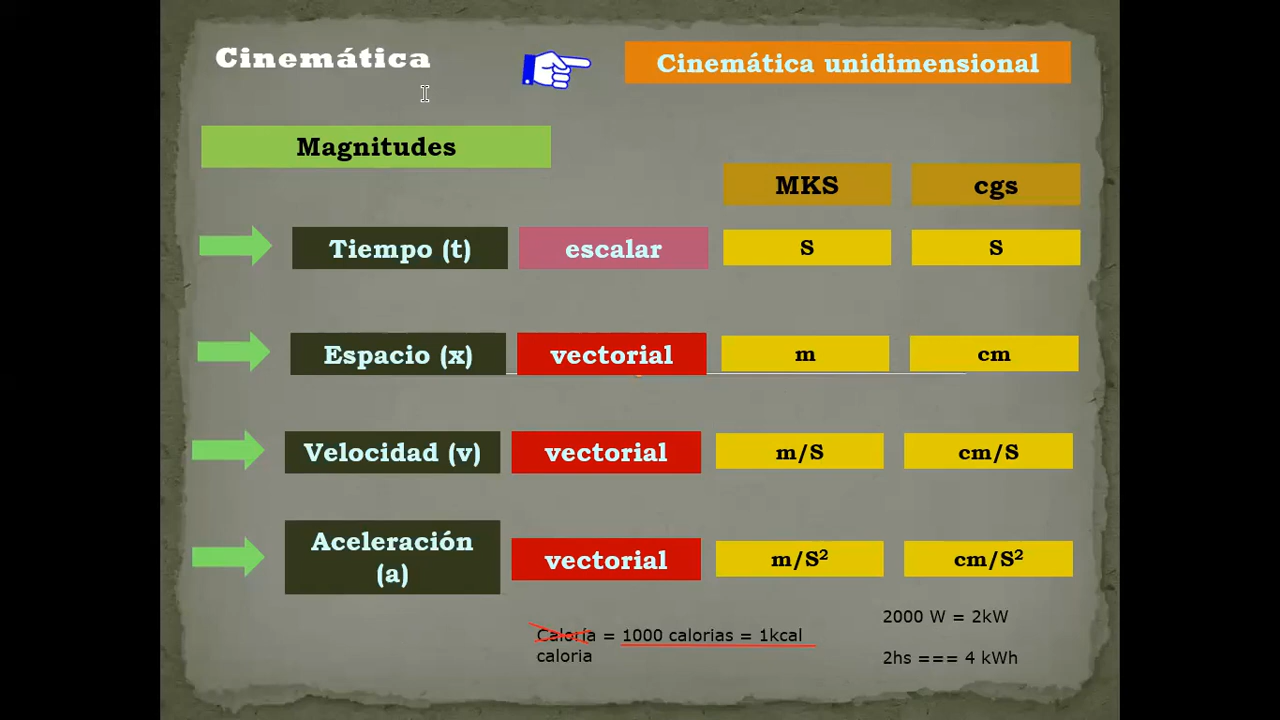 Cinemática
Cinemática unidimensional
Magnitudes
MKS cgs
Tiempo (t) escalar S S
Espacio (x) vectorial m cm
Velocidad (v) vectorial m/S cm/S
Aceleración
(a) vectorial m/S² cm/S²
2000 W = 2kW
Caloría = 1000 calorias = 1kcal
caloria
2hs === 4 kWh